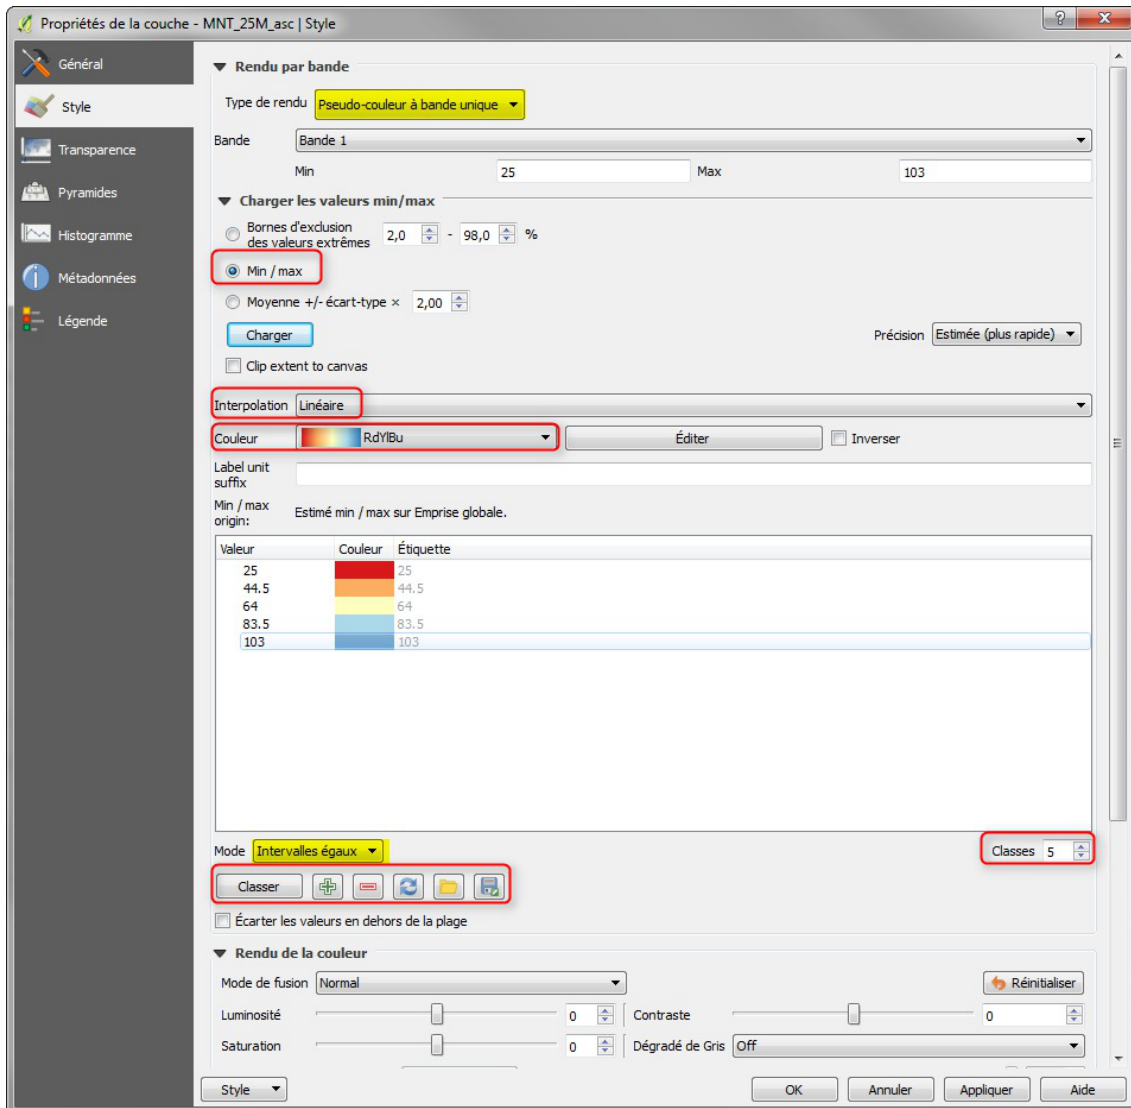 Propriétés de la couche - MNT_25M_asc | Style
Général
Style
Transparence
Pyramides
Histogramme
Métadonnées
Légende
Rendu par bande
Type de rendu Pseudo-couleur à bande unique
Bande Bande 1
Min 25 Max 103
Charger les valeurs min/max
Bornes d'exclusion
des valeurs extrêmes 2,0 - 98,0 %
Min / max
Moyenne +/- écart-type × 2,00
Charger Précision Estimée (plus rapide)
Clip extent to canvas
Interpolation Linéaire
Couleur RdYlBu Éditer Inverser
Label unit
suffix
Min / max
origin: Estimé min / max sur Emprise globale.
Valeur Couleur Étiquette
25 25
44.5 44.5
64 64
83.5 83.5
103 103
Mode Intervalles égaux Classes 5
Classer
Écarter les valeurs en dehors de la plage
Rendu de la couleur
Mode de fusion Normal Réinitialiser
Luminosité 0 Contraste 0
Saturation 0 Dégradé de Gris Off
Style OK Annuler Appliquer Aide